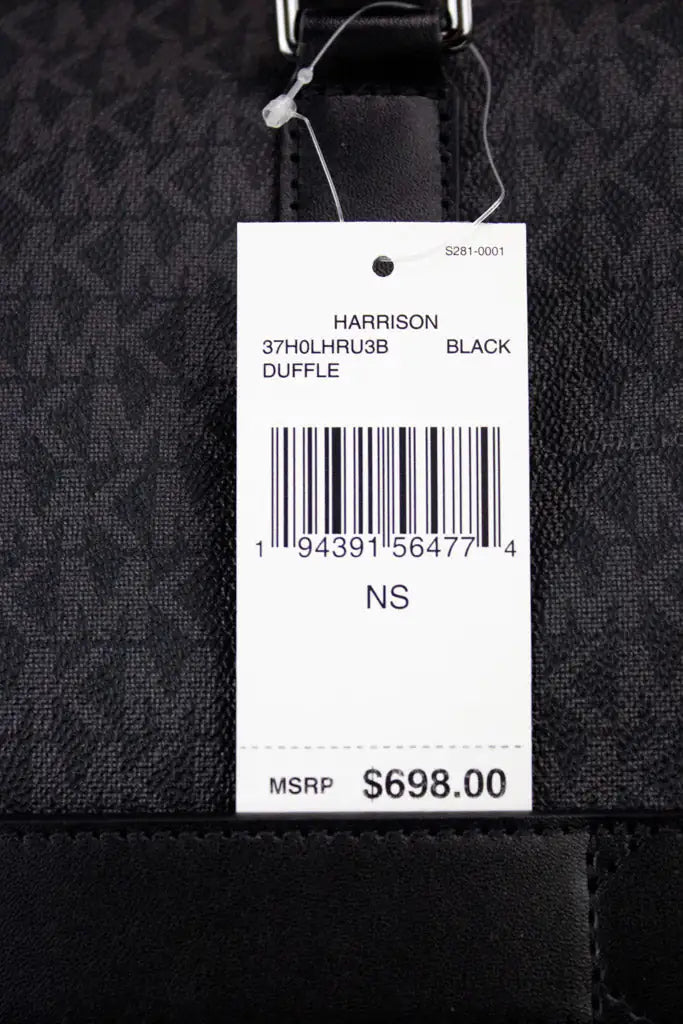 S281-0001
HARRISON
37H0LHRU3B BLACK
DUFFLE
1 94391 56477 4
NS
MSRP $698.00